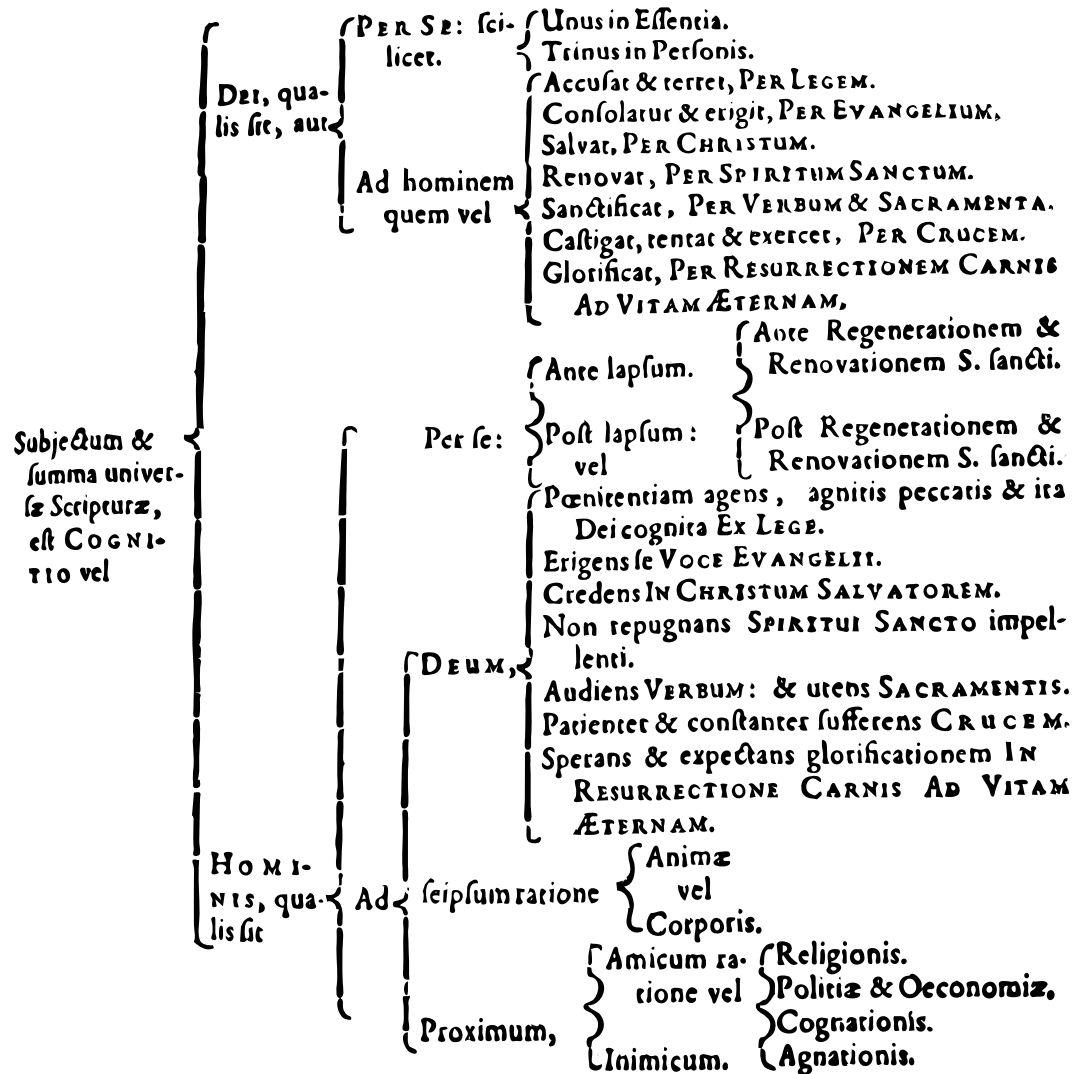 Subjectum &
ſumma univer-
ſæ Scripturæ,
eſt COGNI-
TIO vel
DEI, qua-
lis ſit, aut
PER SE: ſci-
licet.
Unus in Eſſentia.
Trinus in Perſonis.
Ad hominem
quem vel
Accuſat & terret, PER LEGEM.
Conſolatur & erigit, PER EVANGELIUM,
Salvat, PER CHRISTUM.
Renovat, PER SPIRITUM SANCTUM.
Sanctificat, PER VERBUM & SACRAMENTA.
Caſtigat, tentat & exercet, PER CRUCEM.
Glorificat, PER RESURRECTIONEM CARNIS
AD VITAM ÆTERNAM,
HOMI-
NIS, qua-
lis ſit
Per ſe:
Ante lapſum.
Poſt lapſum:
vel
Ante Regenerationem &
Renovationem S. ſancti.
Poſt Regenerationem &
Renovationem S. ſancti.
Ad
DEUM,
Pœnitentiam agens, agnitis peccatis & ita
Dei cognita EX LEGE.
Erigens ſe VOCE EVANGELII.
Credens IN CHRISTUM SALVATOREM.
Non repugnans SPIRITUI SANCTO impel-
lenti.
Audiens VERBUM: & utens SACRAMENTIS.
Patienter & conſtanter ſufferens CRUCEM.
Sperans & expectans glorificationem IN
RESURRECTIONE CARNIS AD VITAM
ÆTERNAM.
ſeipſum ratione
Animæ
vel
Corporis.
Proximum,
Amicum ra-
tione vel
Religionis.
Politiæ & Oeconomiæ,
Cognationis.
Agnationis.
Inimicum.